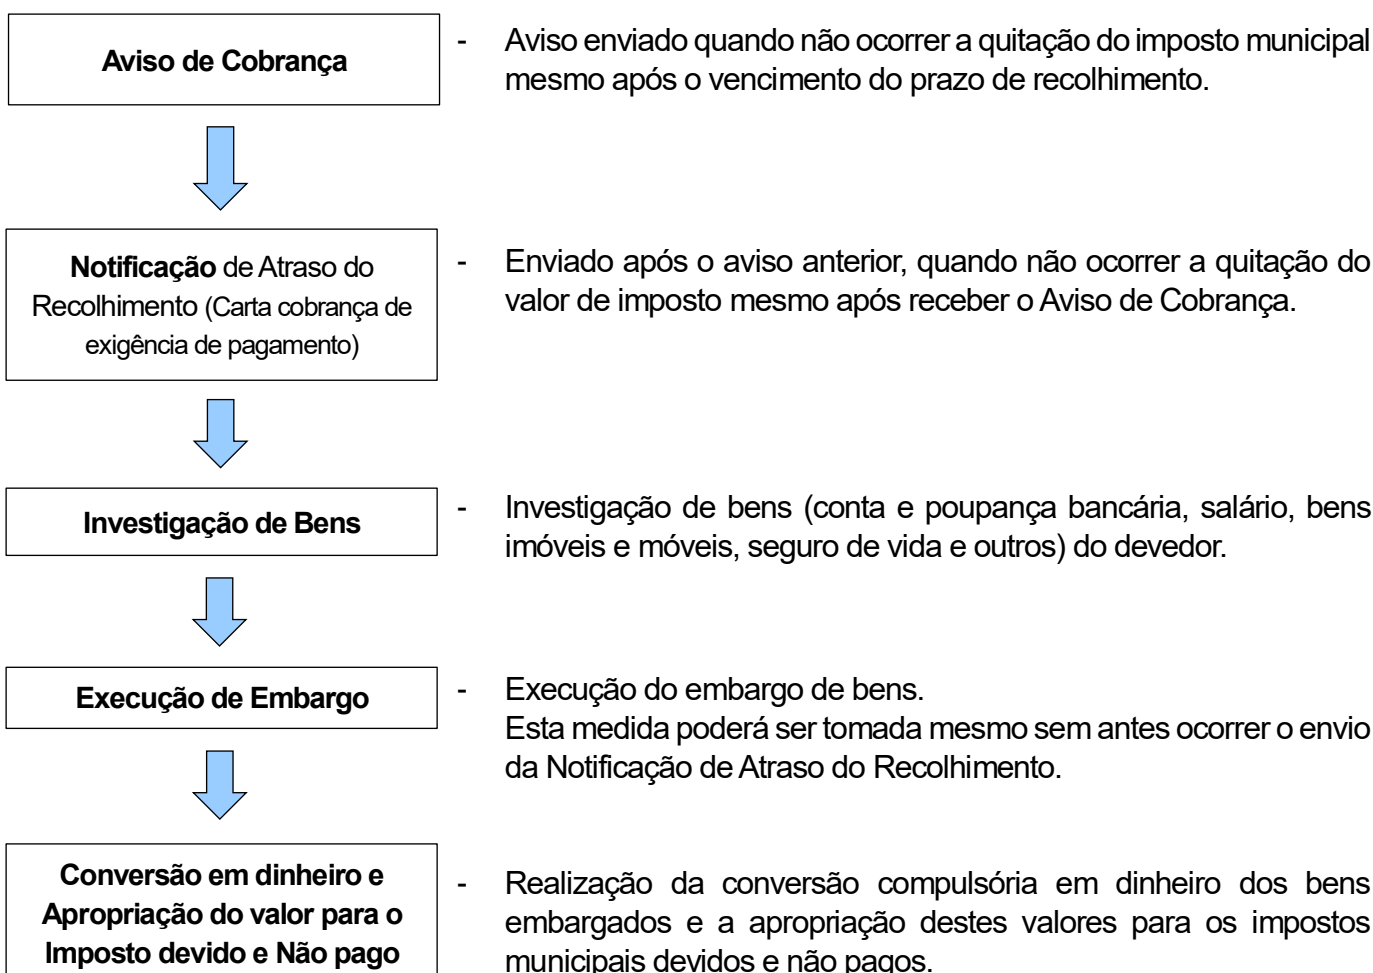 Aviso de Cobrança
- Aviso enviado quando não ocorrer a quitação do imposto municipal
mesmo após o vencimento do prazo de recolhimento.
Notificação de Atraso do
Recolhimento (Carta cobrança de
exigência de pagamento)
- Enviado após o aviso anterior, quando não ocorrer a quitação do
valor de imposto mesmo após receber o Aviso de Cobrança.
Investigação de Bens
- Investigação de bens (conta e poupança bancária, salário, bens
imóveis e móveis, seguro de vida e outros) do devedor.
Execução de Embargo
- Execução do embargo de bens.
Esta medida poderá ser tomada mesmo sem antes ocorrer o envio
da Notificação de Atraso do Recolhimento.
Conversão em dinheiro e
Apropriação do valor para o
Imposto devido e Não pago
- Realização da conversão compulsória em dinheiro dos bens
embargados e a apropriação destes valores para os impostos
municipais devidos e não pagos.